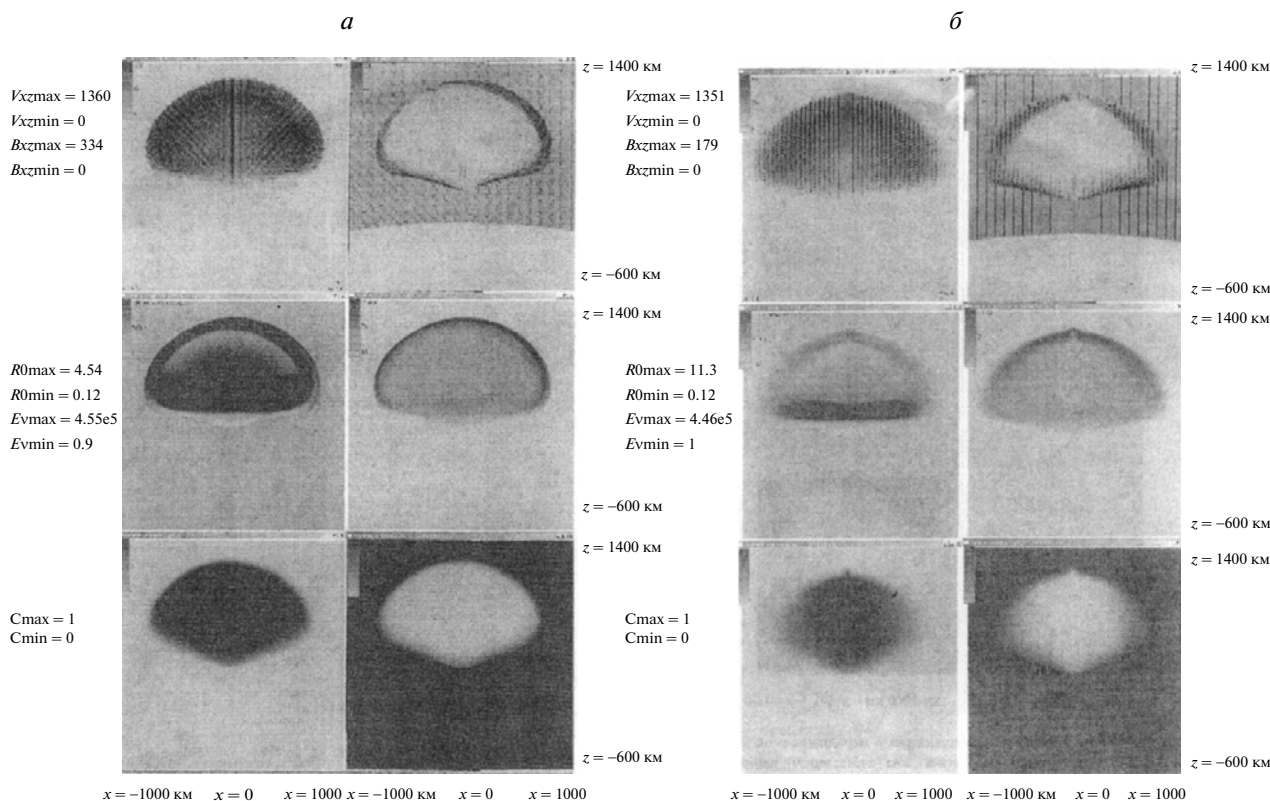 а
б
z = 1400 км
Vxzmax = 1360
Vxzmin = 0
Bxzmax = 334
Bxzmin = 0
z = –600 км
z = 1400 км
R0max = 4.54
R0min = 0.12
Evmax = 4.55e5
Evmin = 0.9
z = –600 км
z = 1400 км
Cmax = 1
Cmin = 0
z = –600 км
x = –1000 км x = 0 x = 1000 x = –1000 км x = 0 x = 1000
z = 1400 км
Vxzmax = 1351
Vxzmin = 0
Bxzmax = 179
Bxzmin = 0
z = –600 км
z = 1400 км
R0max = 11.3
R0min = 0.12
Evmax = 4.46e5
Evmin = 1
z = –600 км
z = 1400 км
Cmax = 1
Cmin = 0
z = –600 км
x = –1000 км x = 0 x = 1000 x = –1000 км x = 0 x = 1000